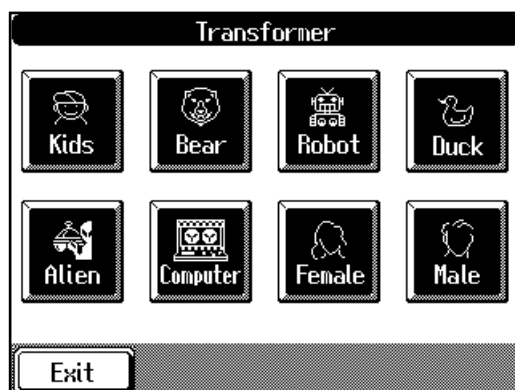 Transformer
Kids Bear Robot Duck
Alien Computer Female Male
Exit